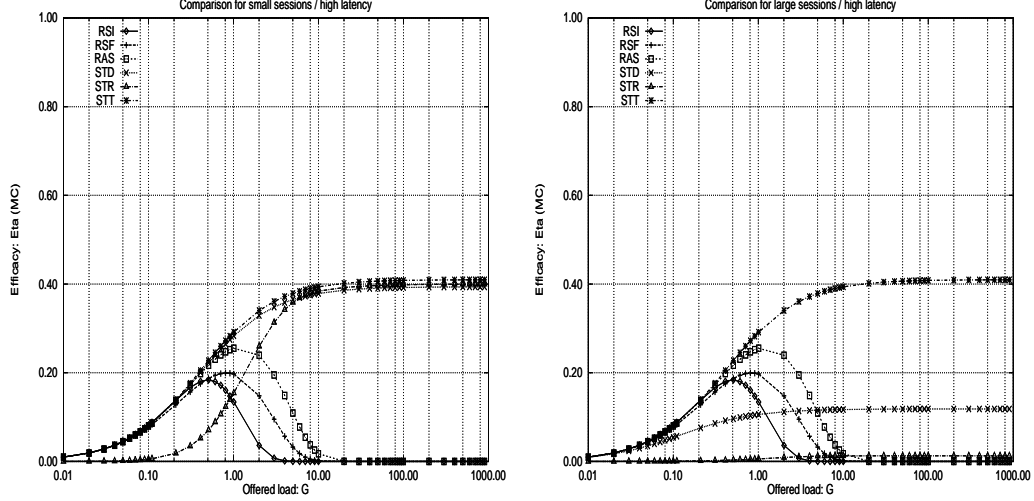 Comparison for small sessions / high latency
1.00
0.80
0.60
0.40
0.20
0.00
Efficacy: Eta (MC)
RSI
RSF
RAS
STD
STR
STT
0.01
0.10
1.00
10.00
100.00
1000.00
Offered load: G
Comparison for large sessions / high latency
1.00
0.80
0.60
0.40
0.20
0.00
Efficacy: Eta (MC)
RSI
RSF
RAS
STD
STR
STT
0.01
0.10
1.00
10.00
100.00
1000.00
Offered load: G